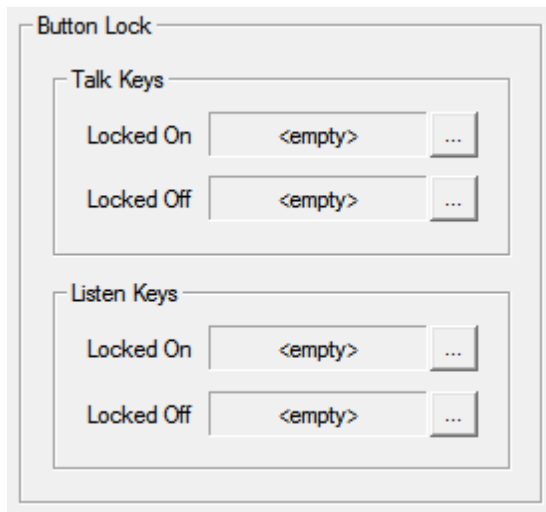 Button Lock
Talk Keys
Locked On <empty> ...
Locked Off <empty> ...
Listen Keys
Locked On <empty> ...
Locked Off <empty> ...